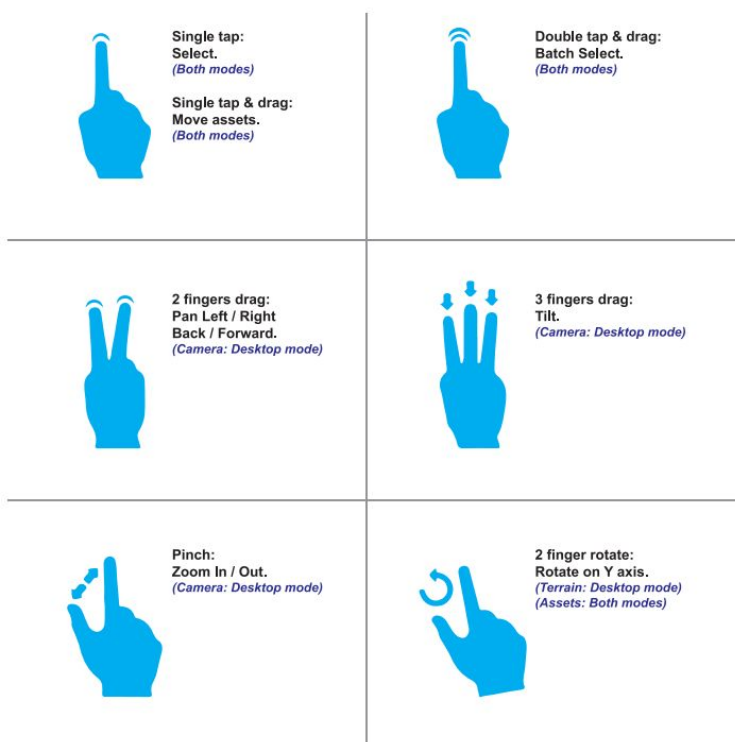 Single tap:
Select.
(Both modes)
Single tap & drag:
Move assets.
(Both modes)
Double tap & drag:
Batch Select.
(Both modes)
2 fingers drag:
Pan Left / Right
Back / Forward.
(Camera: Desktop mode)
3 fingers drag:
Tilt.
(Camera: Desktop mode)
Pinch:
Zoom In / Out.
(Camera: Desktop mode)
2 finger rotate:
Rotate on Y axis.
(Terrain: Desktop mode)
(Assets: Both modes)